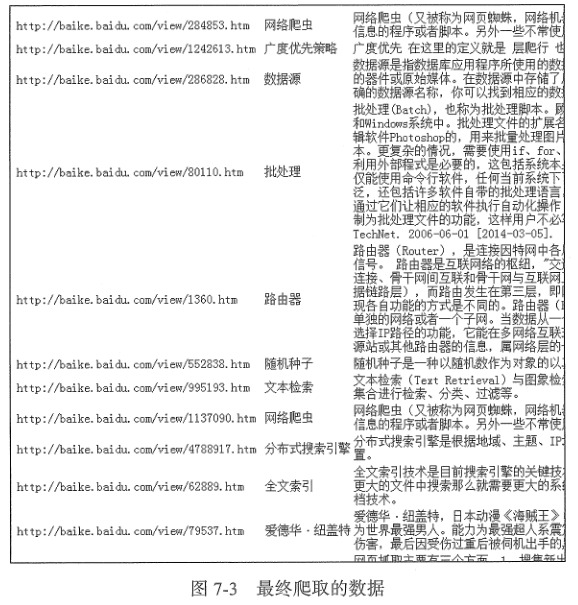 http://baike.baidu.com/view/284853.htm 网络爬虫
网络爬虫（又被称为网页蜘蛛，网络机
信息的程序或者脚本。另外一些不常使
http://baike.baidu.com/view/1242613.htm 广度优先策略 广度优先 在这里的定义就是 层爬行 也
http://baike.baidu.com/view/286828.htm 数据源
数据源是指数据库应用程序所使用的数
的器件或原始媒体。在数据源中存储了
确的数据源名称，你可以找到相应的数
http://baike.baidu.com/view/80110.htm 批处理
批处理(Batch)，也称为批处理脚本。顾
和Windows系统中。批处理文件的扩展名
辑软件Photoshop的，用来批量处理图片
本。更复杂的情况，需要使用if、for、
利用外部程式是必要的，这包括系统本
仅能使用命令行软件，任何当前系统下
泛，还包括许多软件自带的批处理语言
通过它们让相应的软件执行自动化操作
制为批处理文件的功能，这样用户不必
TechNet. 2006-06-01 [2014-03-05].
http://baike.baidu.com/view/1360.htm 路由器
路由器（Router），是连接因特网中各
信号。 路由器是互联网络的枢纽，"交
连接、骨干网间互联和骨干网与互联网
据链路层），而路由发生在第三层，即
现各自功能的方式是不同的。路由器（
单独的网络或者一个子网。当数据从一
选择IP路径的功能，它能在多网络互联
源站或其他路由器的信息，属网络层的
http://baike.baidu.com/view/552838.htm 随机种子 随机种子是一种以随机数作为对象的以
http://baike.baidu.com/view/995193.htm 文本检索
文本检索（Text Retrieval）与图象检
集合进行检索、分类、过滤等。
http://baike.baidu.com/view/1137090.htm 网络爬虫
网络爬虫（又被称为网页蜘蛛，网络机
信息的程序或者脚本。另外一些不常使
http://baike.baidu.com/view/4788917.htm 分布式搜索引擎
分布式搜索引擎是根据地域、主题、IP
置。
http://baike.baidu.com/view/62889.htm 全文索引
全文索引技术是目前搜索引擎的关键技
更大的文件中搜索那么就需要更大的系
档技术。
http://baike.baidu.com/view/79537.htm 爱德华·纽盖特
爱德华·纽盖特，日本动漫《海贼王》
为世界最强男人。能力为最强超人系震
伤害，最后因受伤过重后被伺机出手的
网页抓取主要有三个方面 1、搜集新出
图 7-3 最终爬取的数据